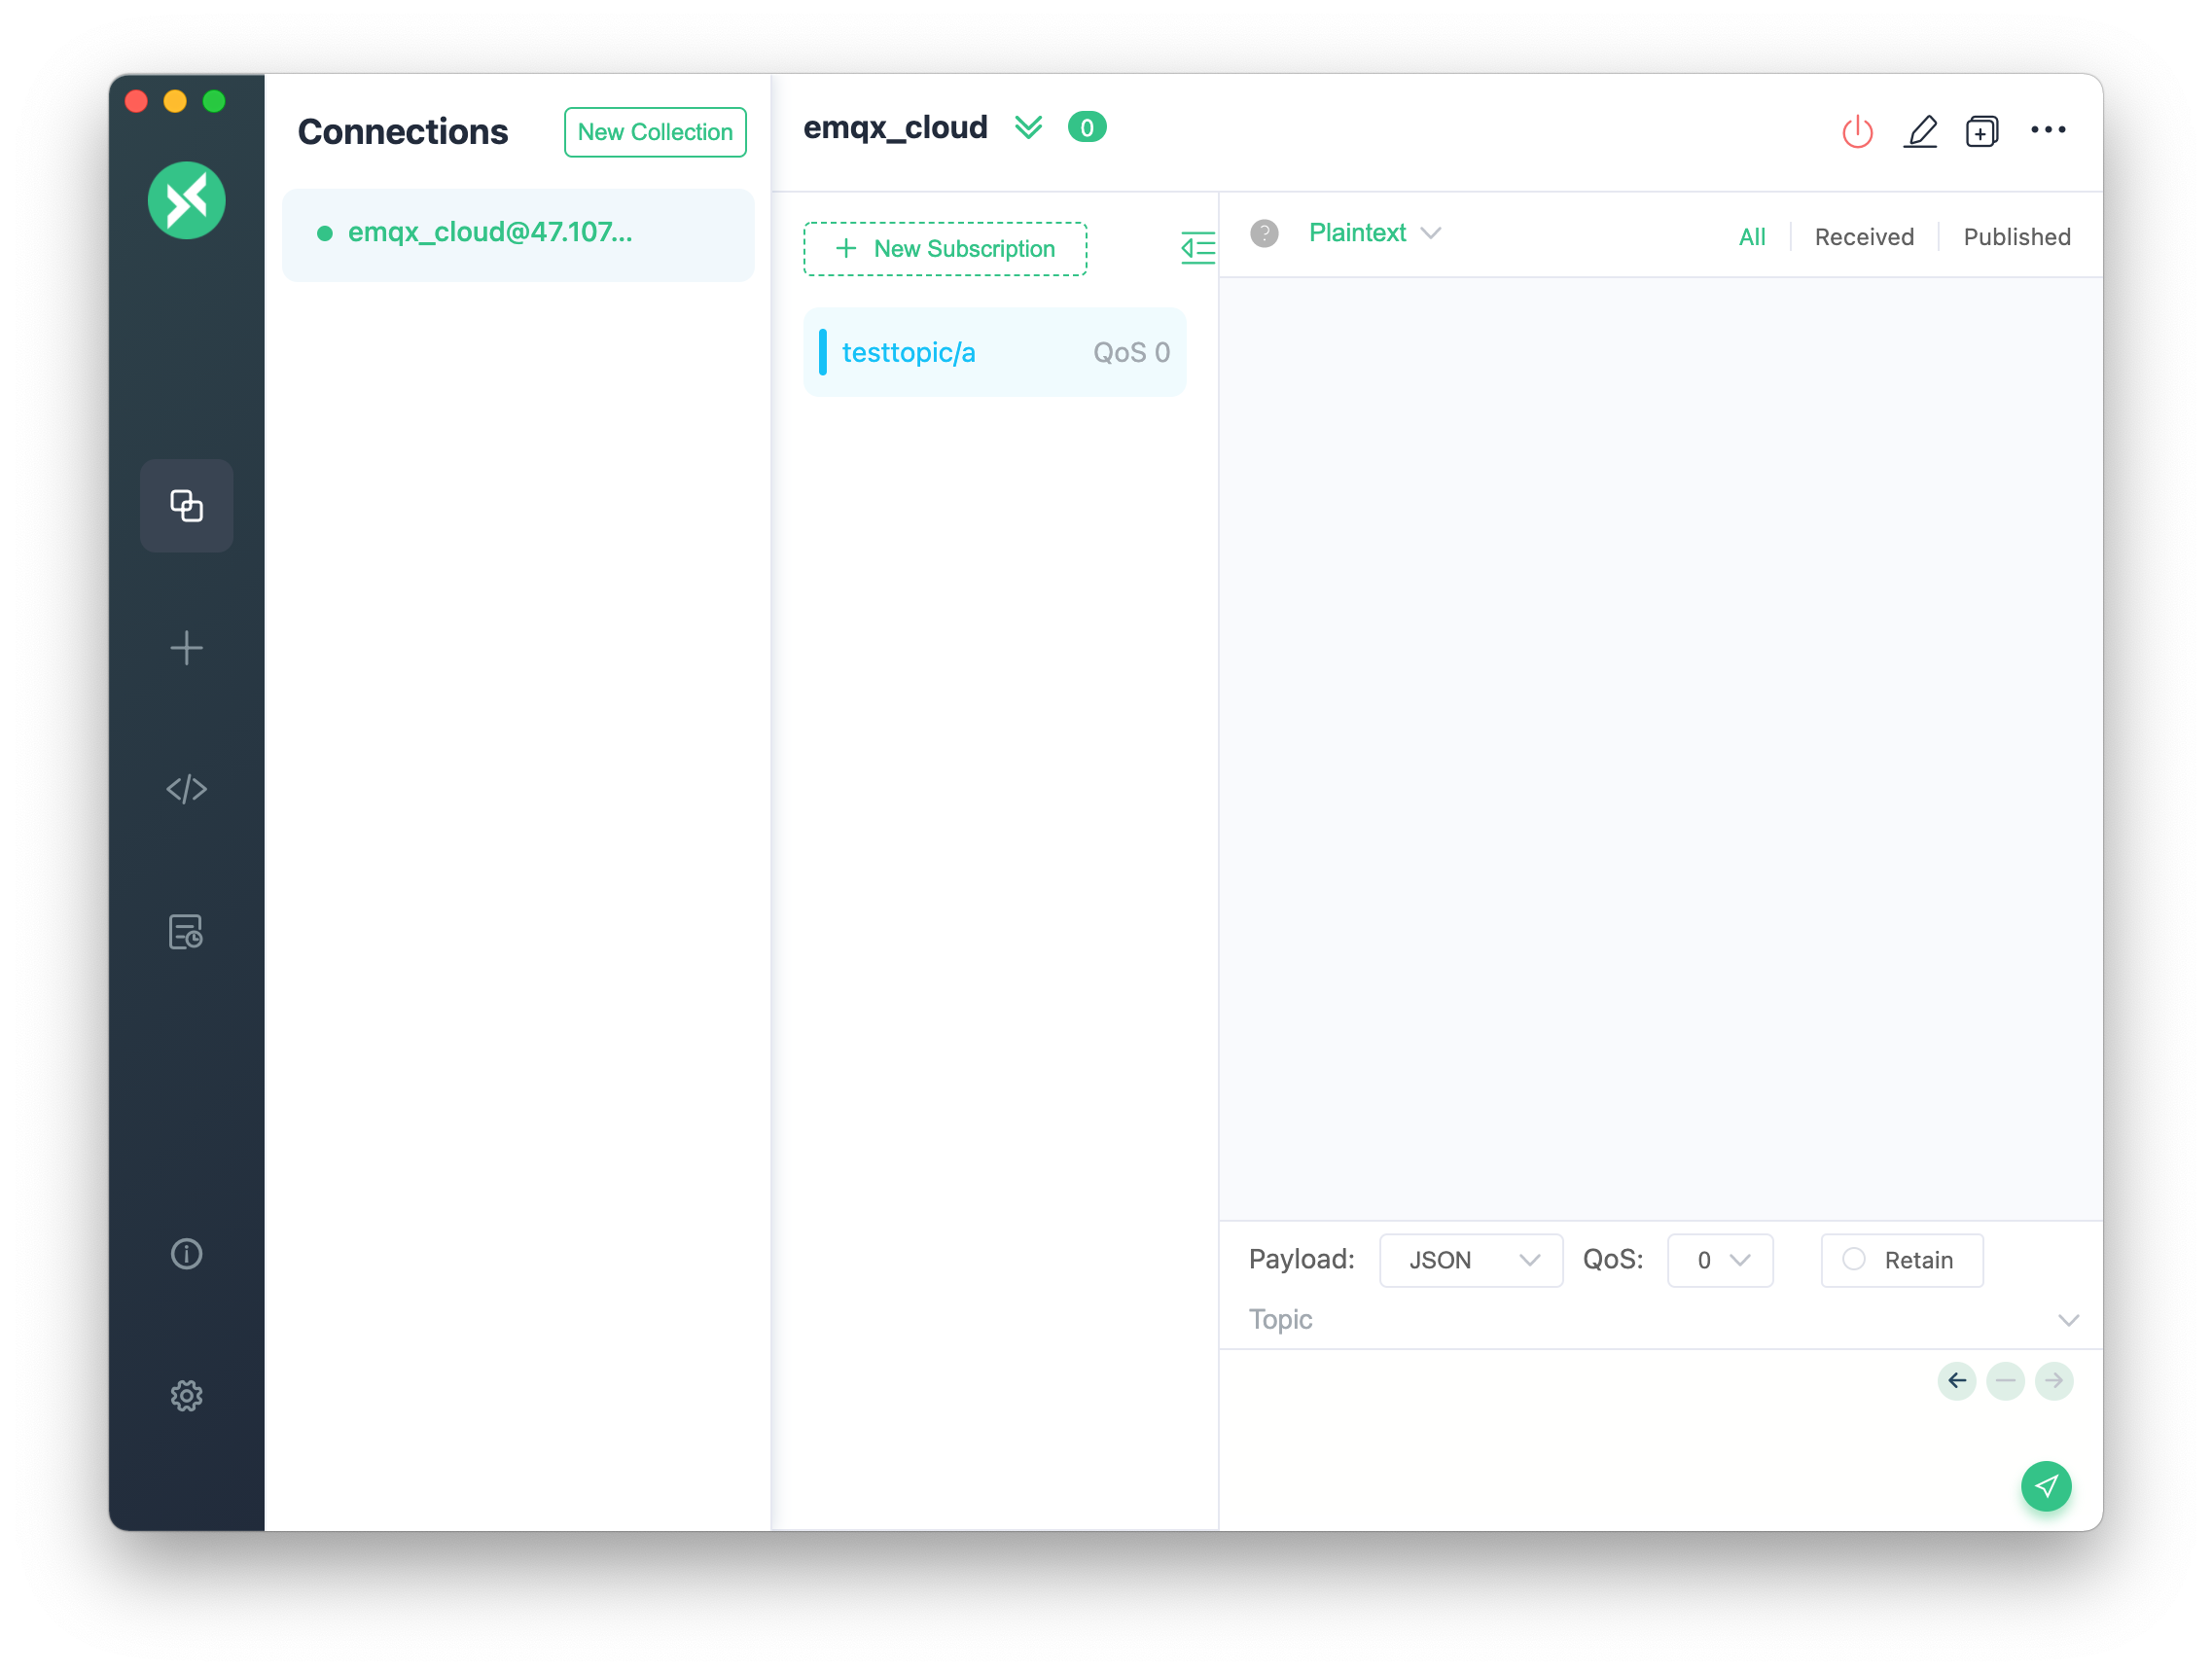 Connections
New Collection
emqx_cloud@47.107...
emqx_cloud
0
New Subscription
testtopic/a
QoS 0
?
Plaintext
All
Received
Published
Payload:
JSON
QoS:
0
Retain
Topic